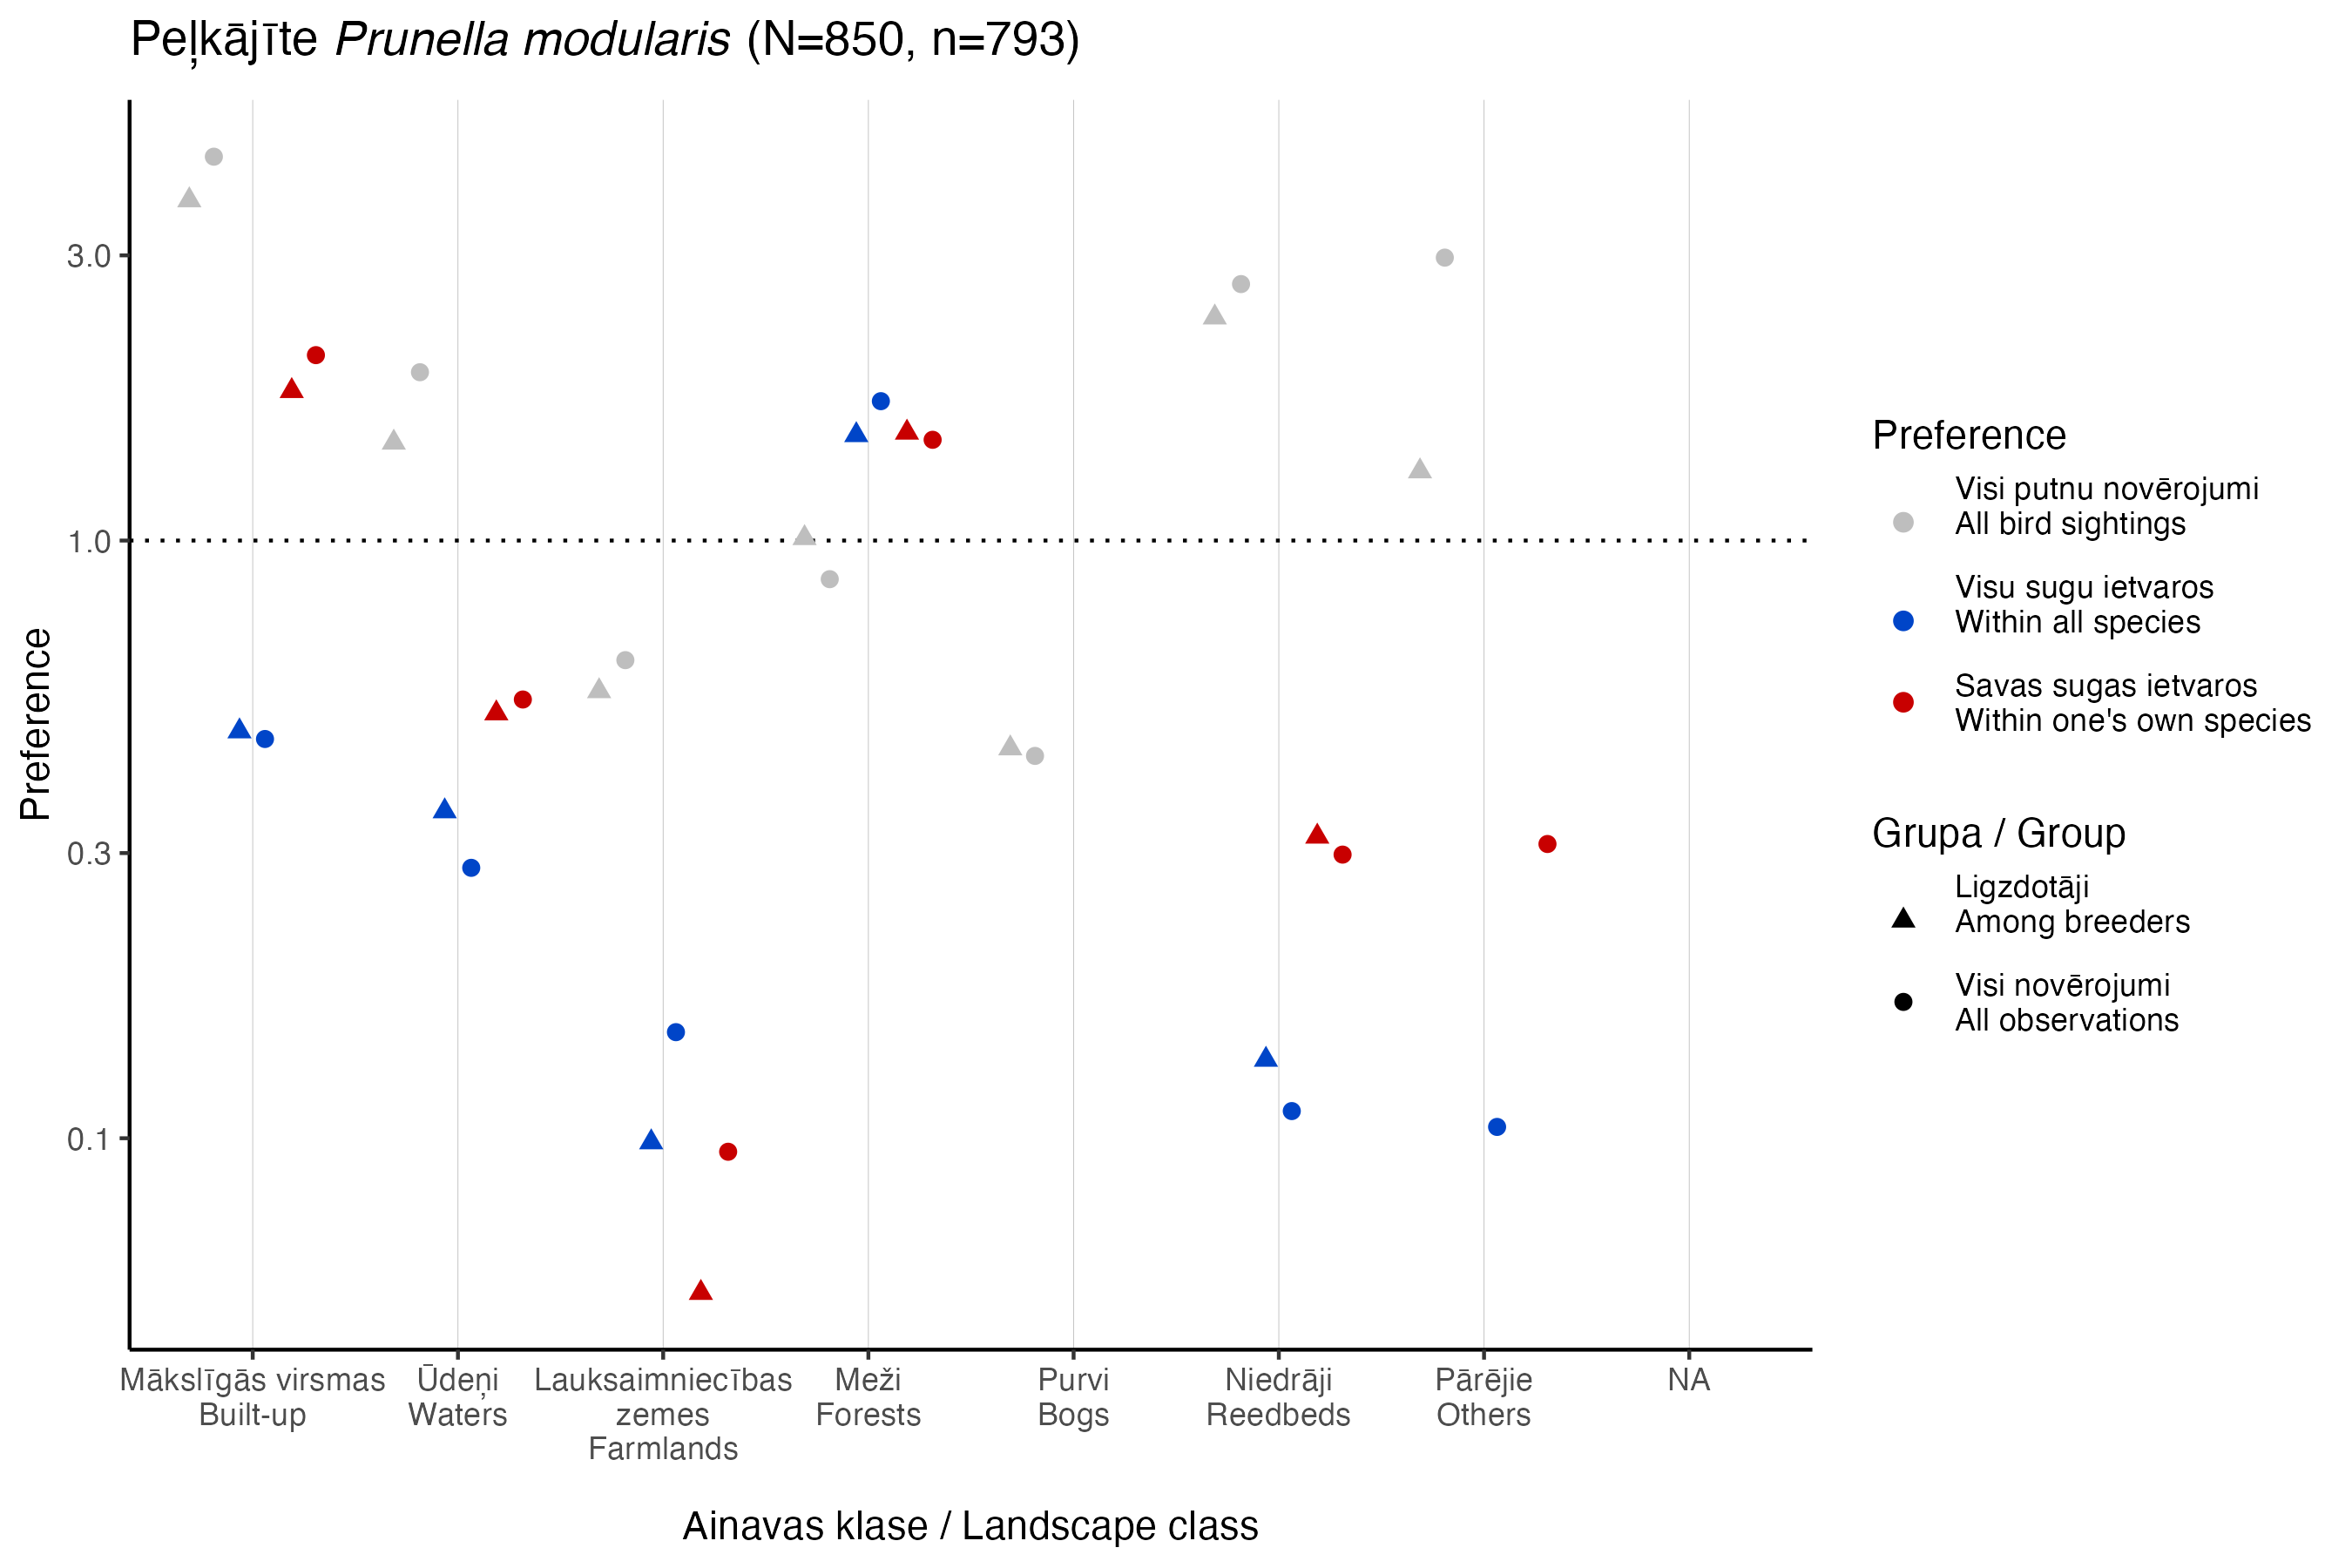 Peļkājīte Prunella modularis (N=850, n=793)
Preference
3.0
1.0
0.3
0.1
Mākslīgās virsmas
Built-up
Ūdeņi
Waters
Lauksaimniecības
zemes
Farmlands
Meži
Forests
Purvi
Bogs
Niedrāji
Reedbeds
Pārējie
Others
NA
Ainavas klase / Landscape class
Preference
Visi putnu novērojumi
All bird sightings
Visu sugu ietvaros
Within all species
Savas sugas ietvaros
Within one's own species
Grupa / Group
Ligzdotāji
Among breeders
Visi novērojumi
All observations